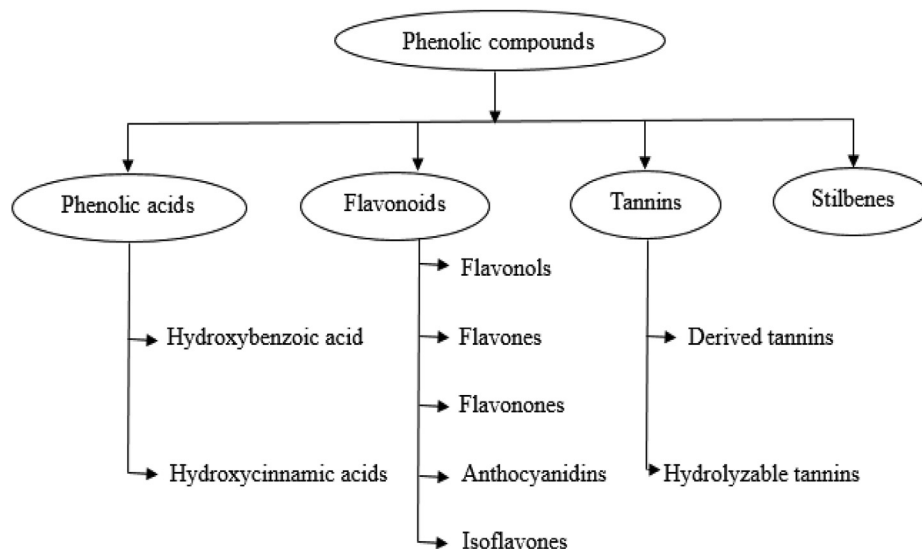 Phenolic compounds
Phenolic acids
Flavonoids
Tannins
Stilbenes
Flavonols
Hydroxybenzoic acid
Flavones
Derived tannins
Flavonones
Hydroxycinnamic acids
Anthocyanidins
Hydrolyzable tannins
Isoflavones